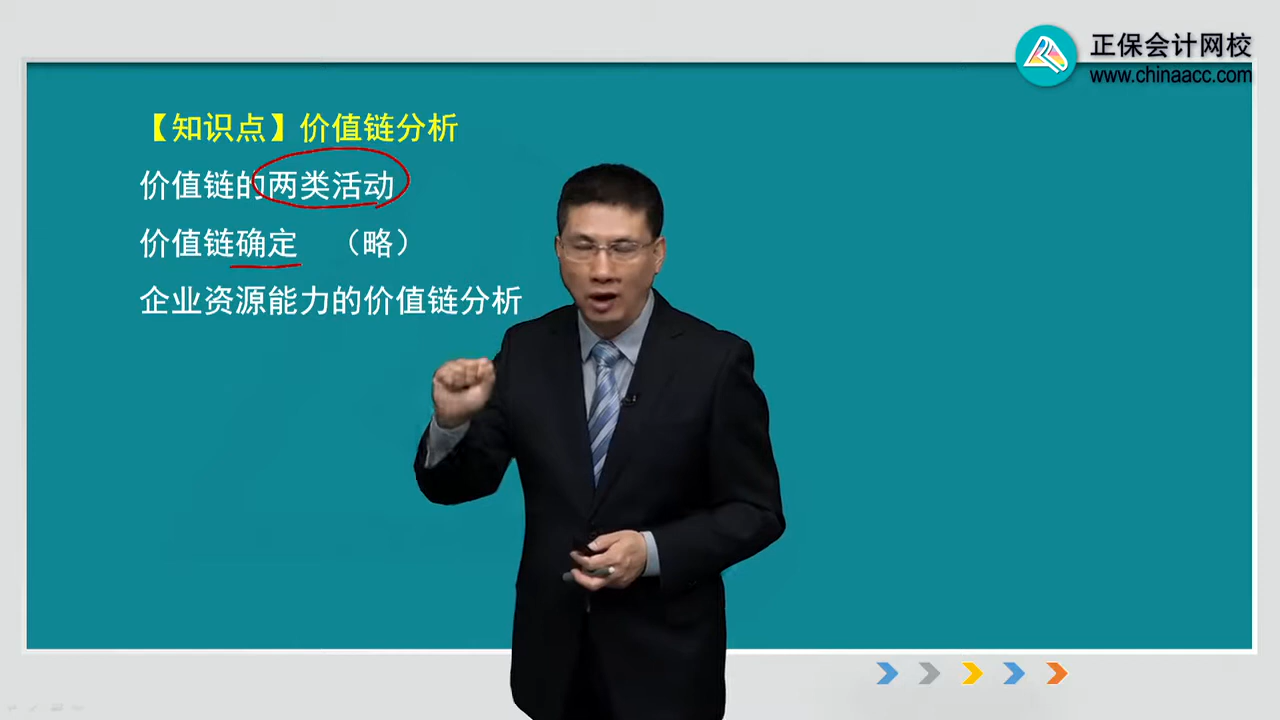 正保会计网校
www.chinaacc.com
【知识点】价值链分析
价值链的两类活动
价值链确定 （略）
企业资源能力的价值链分析